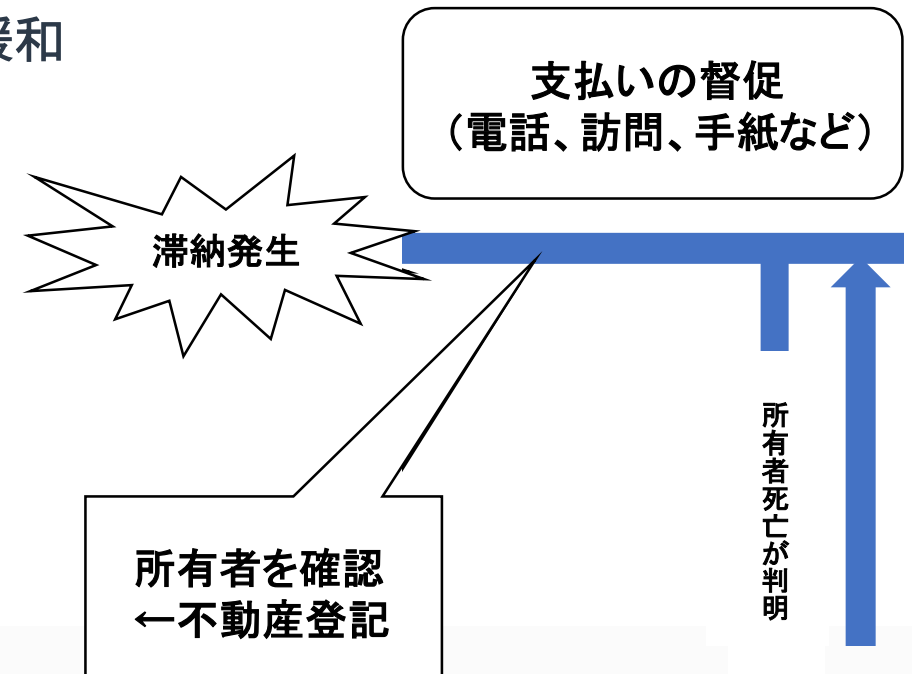 和
支払いの督促
（電話、訪問、手紙など）
滞納発生
所有者死亡が判明
所有者を確認
←不動産登記